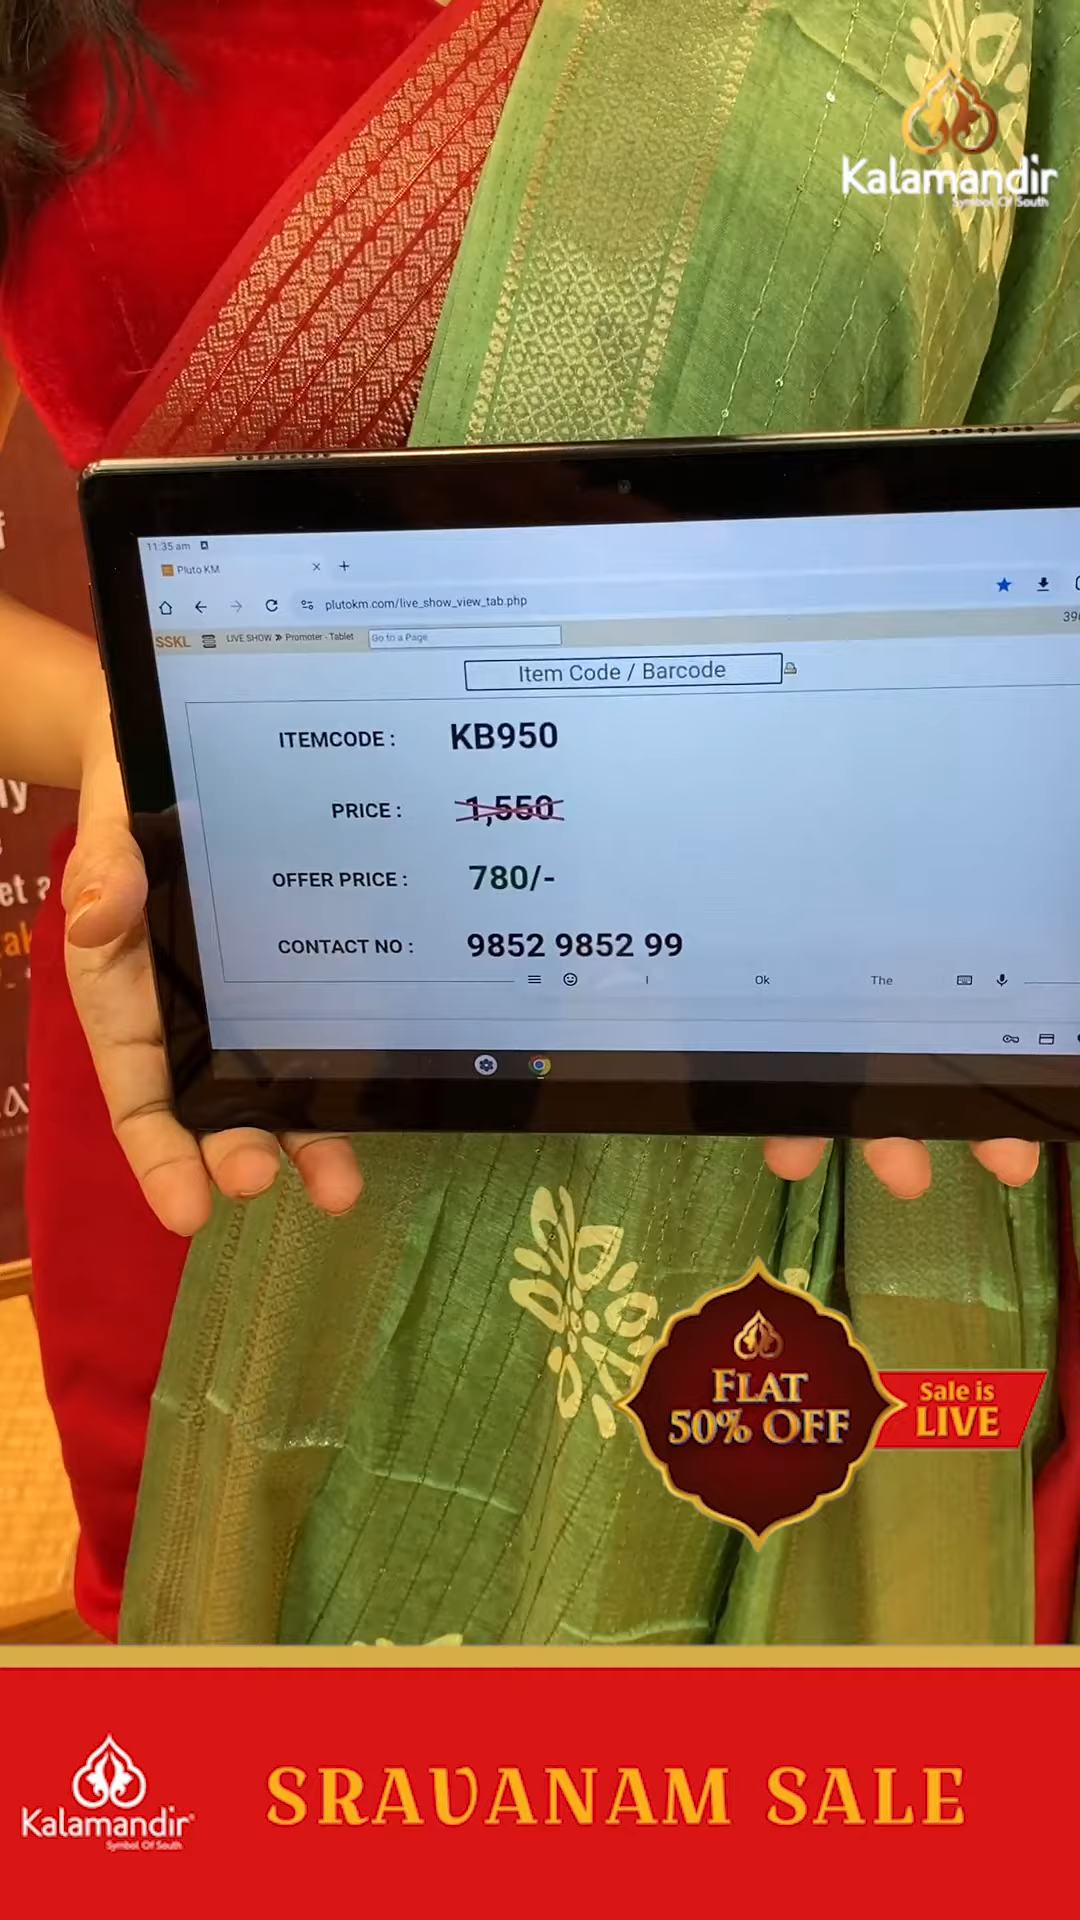 Kalamandir
Symbol Of South
11:35 am
Pluto KM
plutokm.com/live_show_view_tab.php
SSKL
LIVE SHOW » Promoter - Tablet
Go to a Page
Item Code / Barcode
ITEMCODE : KB950
PRICE : 1,550
OFFER PRICE : 780/-
CONTACT NO : 9852 9852 99
I Ok The
FLAT
50% OFF
Sale is
LIVE
Kalamandir
Symbol Of South
SRAVANAM SALE